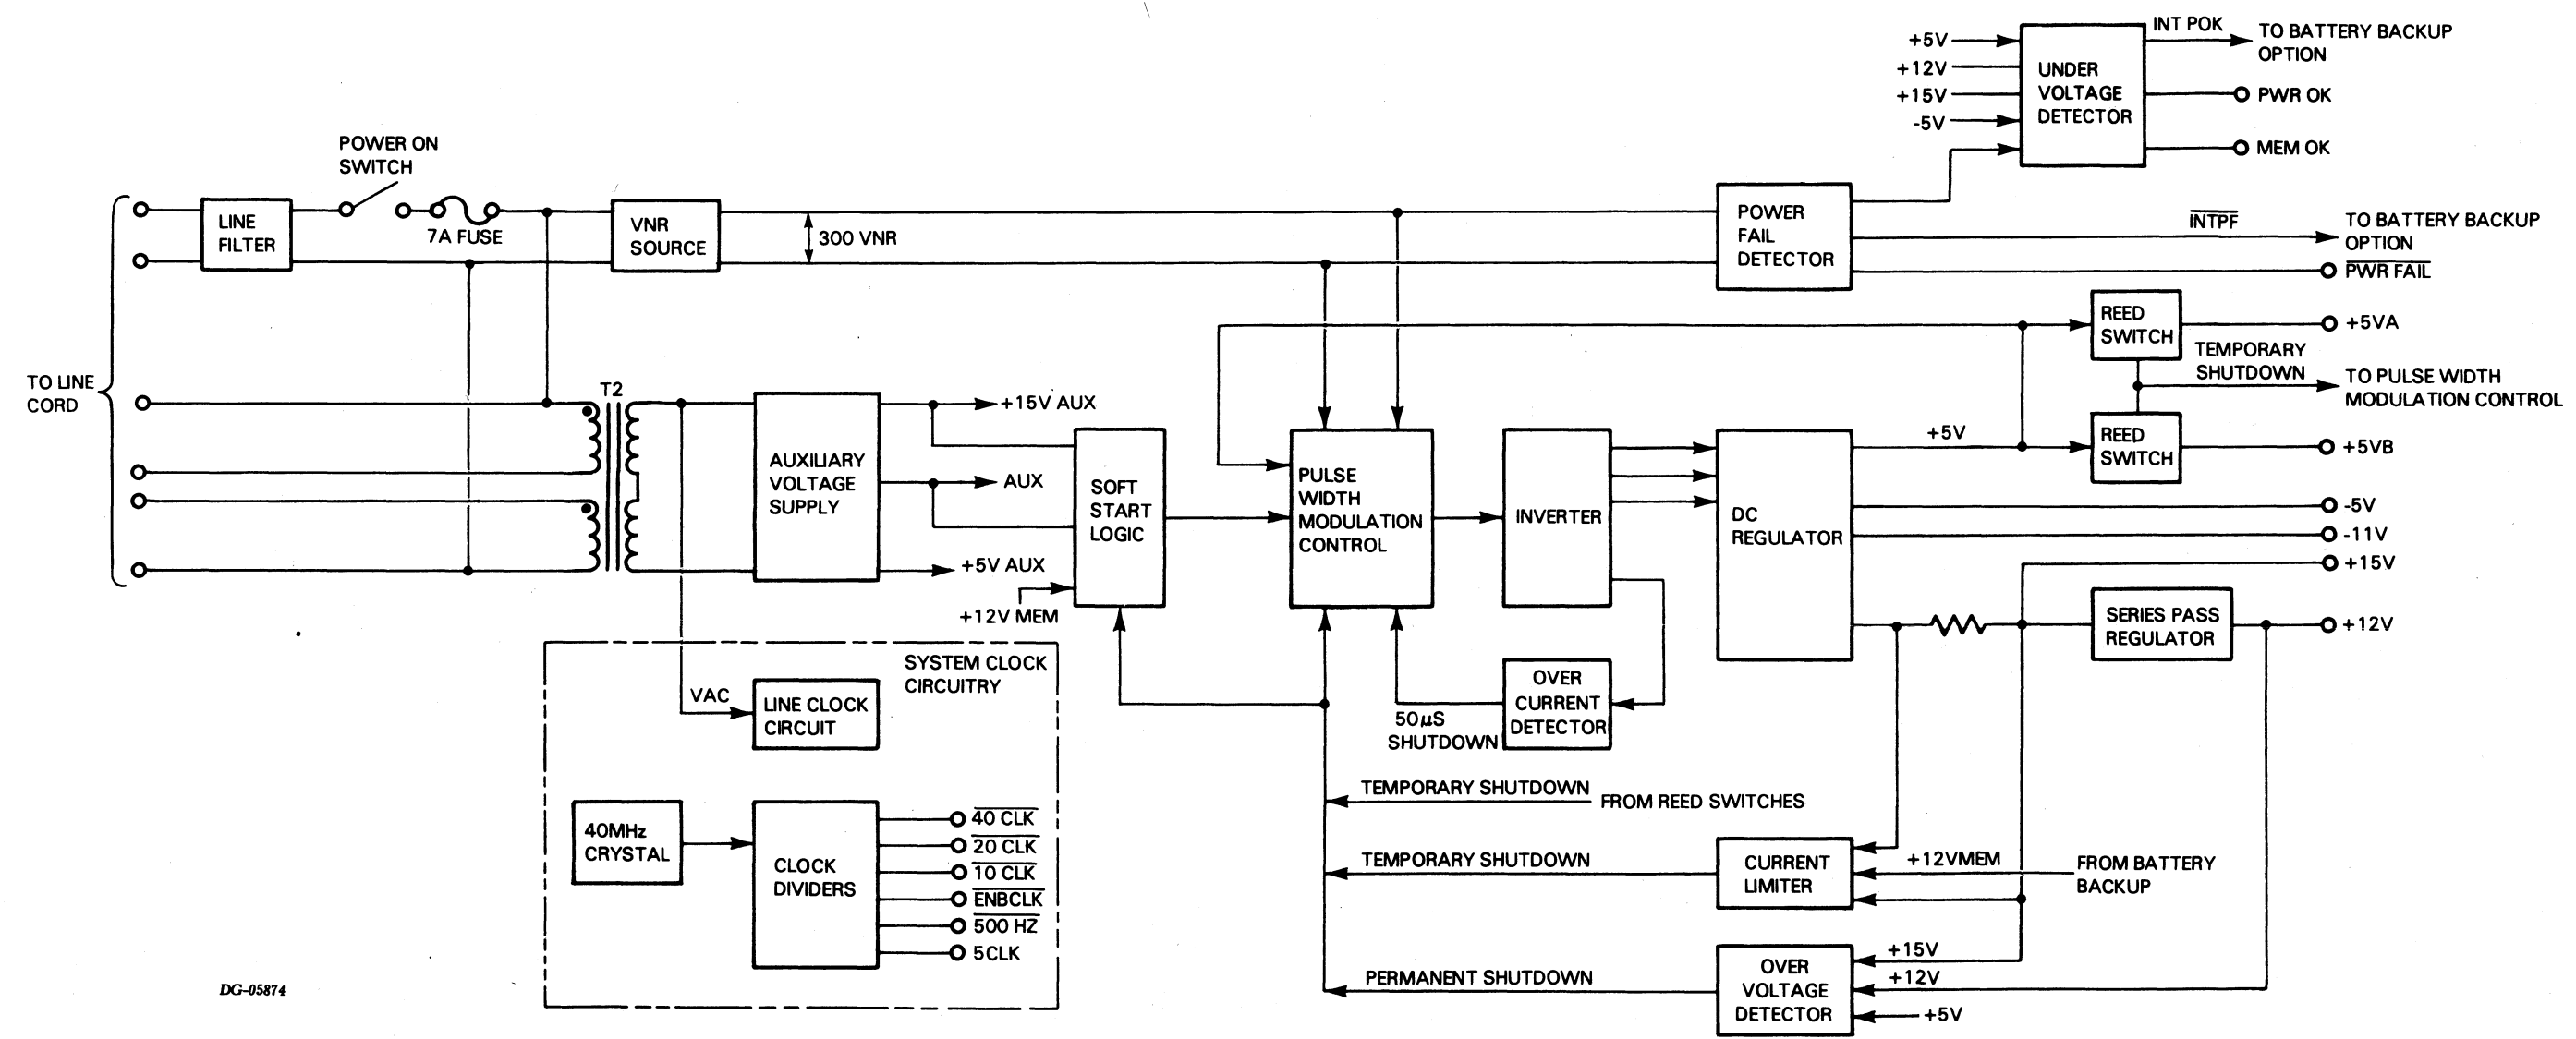 INT POK
TO BATTERY BACKUP
OPTION
+5V
+12V
+15V
-5V
UNDER
VOLTAGE
DETECTOR
PWR OK
MEM OK
POWER ON
SWITCH
LINE
FILTER
7A FUSE
VNR
SOURCE
300 VNR
POWER
FAIL
DETECTOR
INTPF
TO BATTERY BACKUP
OPTION
PWR FAIL
REED
SWITCH
+5VA
TEMPORARY
SHUTDOWN
TO PULSE WIDTH
MODULATION CONTROL
TO LINE
CORD
T2
+15V AUX
AUXILIARY
VOLTAGE
SUPPLY
AUX
+5V AUX
+12V MEM
SOFT
START
LOGIC
PULSE
WIDTH
MODULATION
CONTROL
INVERTER
DC
REGULATOR
+5V
REED
SWITCH
+5VB
-5V
-11V
+15V
SERIES PASS
REGULATOR
+12V
SYSTEM CLOCK
CIRCUITRY
VAC
LINE CLOCK
CIRCUIT
OVER
CURRENT
DETECTOR
50µS
SHUTDOWN
TEMPORARY SHUTDOWN
FROM REED SWITCHES
40MHz
CRYSTAL
CLOCK
DIVIDERS
40 CLK
20 CLK
10 CLK
ENBCLK
500 HZ
5CLK
TEMPORARY SHUTDOWN
CURRENT
LIMITER
+12VMEM
FROM BATTERY
BACKUP
PERMANENT SHUTDOWN
OVER
VOLTAGE
DETECTOR
+15V
+12V
+5V
DG-05874